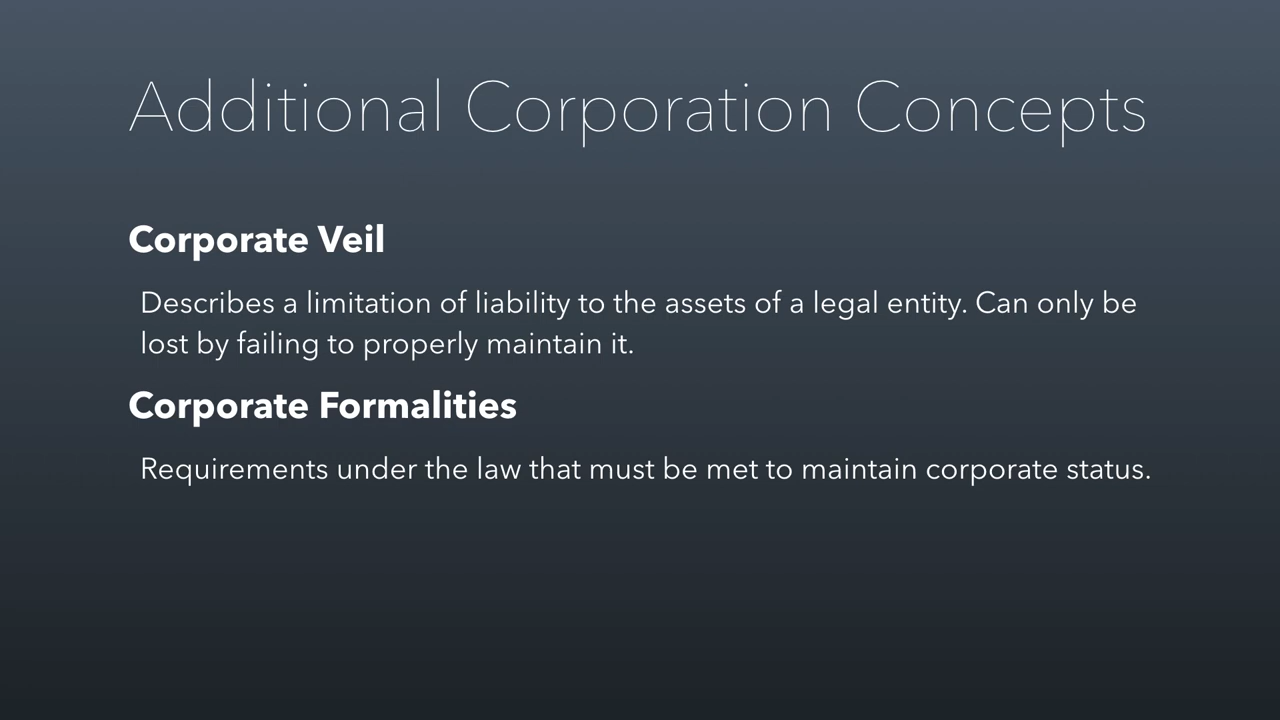 Additional Corporation Concepts
Corporate Veil
Describes a limitation of liability to the assets of a legal entity. Can only be
lost by failing to properly maintain it.
Corporate Formalities
Requirements under the law that must be met to maintain corporate status.